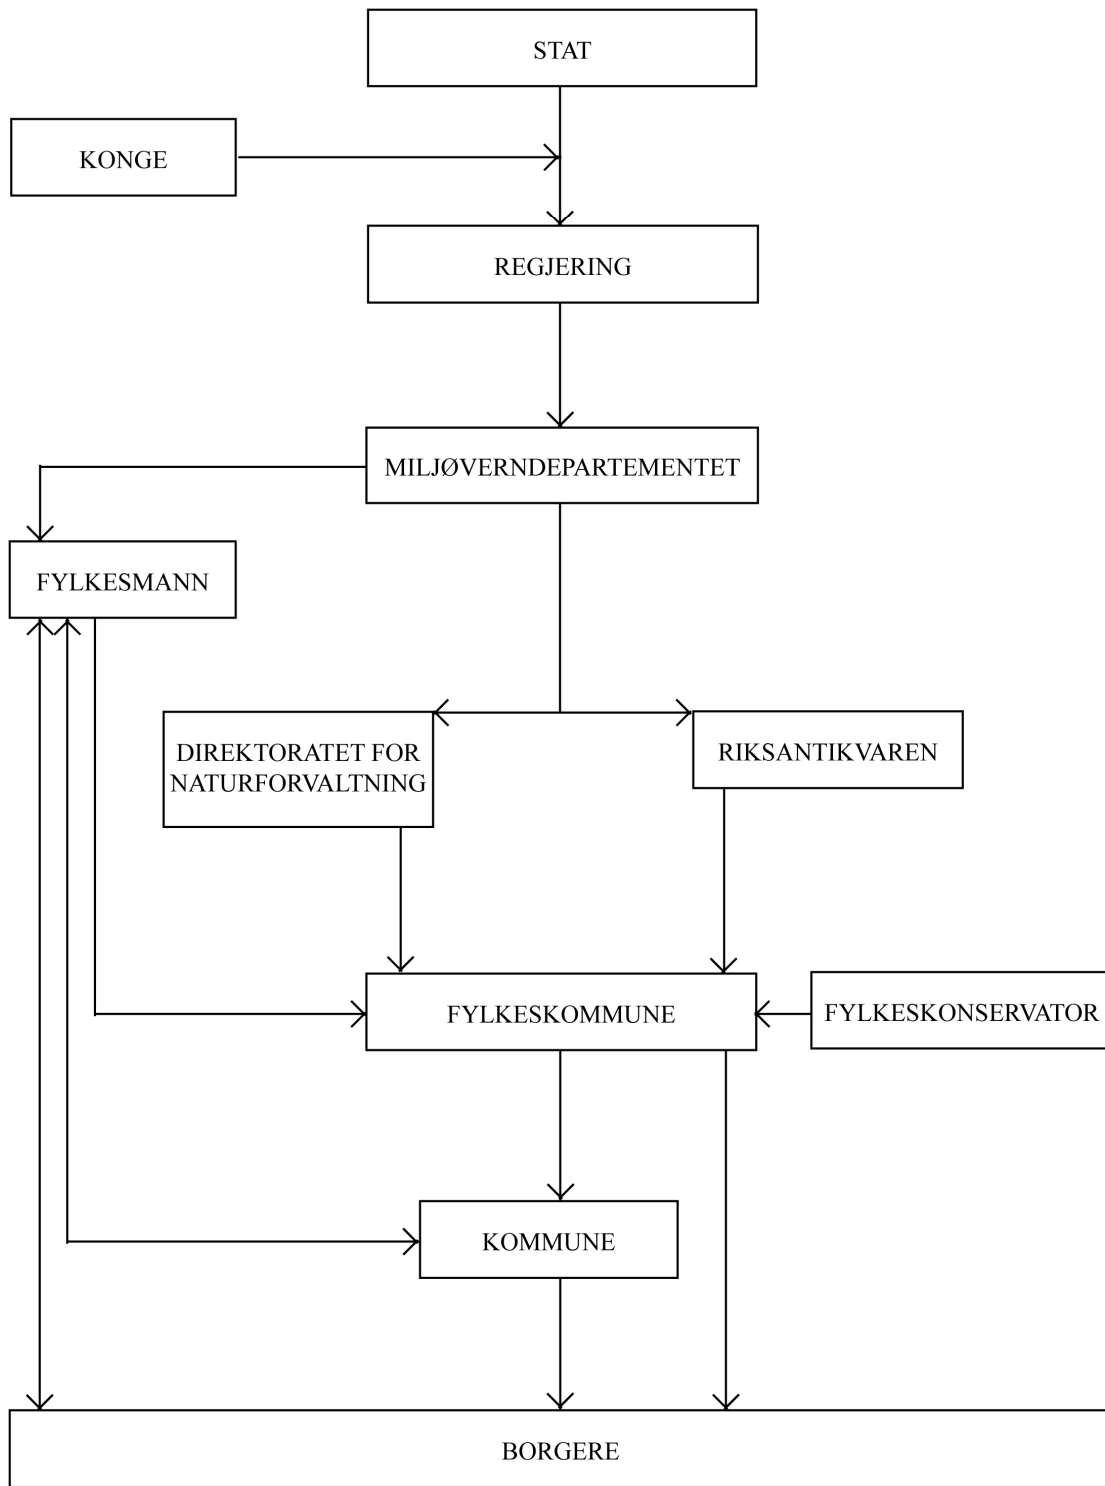 STAT
KONGE
REGJERING
MILJØVERNDEPARTEMENTET
FYLKESMANN
DIREKTORATET FOR
NATURFORVALTNING
RIKSANTIKVAREN
FYLKESKOMMUNE
FYLKESKONSERVATOR
KOMMUNE
BORGERE